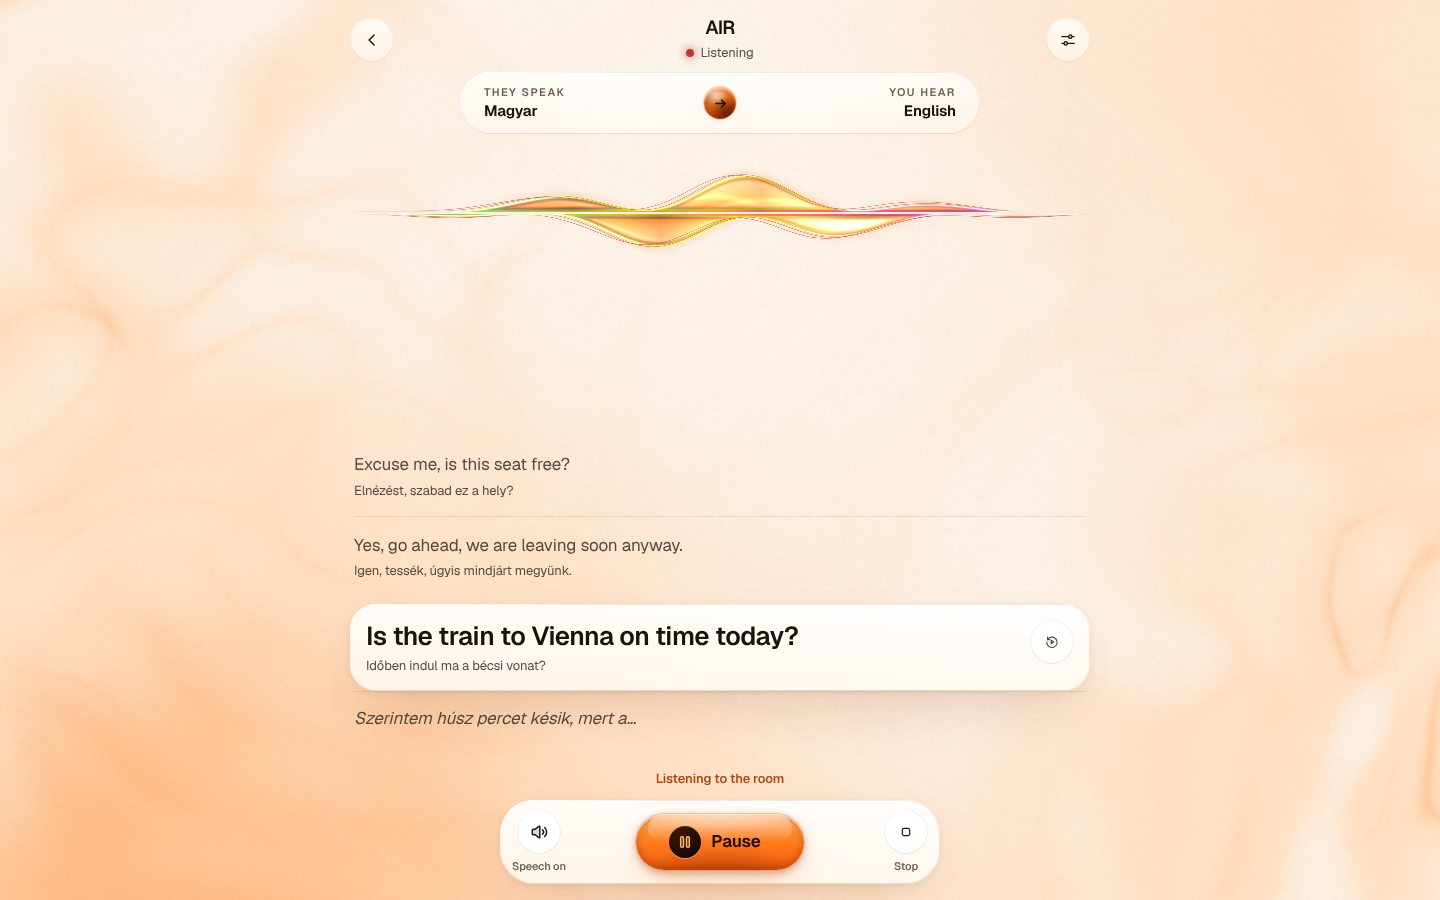 AIR
Listening
THEY SPEAK
Magyar
YOU HEAR
English
Excuse me, is this seat free?
Elnézést, szabad ez a hely?
Yes, go ahead, we are leaving soon anyway.
Igen, tessék, úgyis mindjárt megyünk.
Is the train to Vienna on time today?
Időben indul ma a bécsi vonat?
Szerintem húsz percet késik, mert a...
Listening to the room
Speech on
Pause
Stop